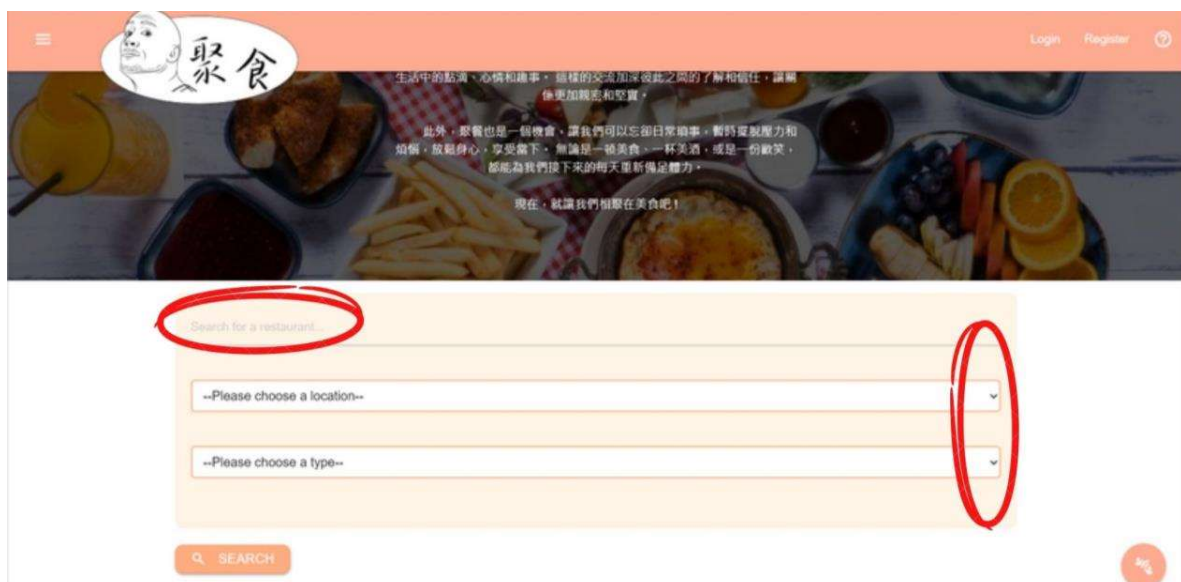 聚食
Login Register
生活中的點滴、心情和趣事。這樣的交流加深彼此之間的了解和信任,讓關
係更加親密和堅實。
此外,聚餐也是一個機會,讓我們可以忘卻日常瑣事,暫時擺脫壓力和
煩惱,放鬆身心,享受當下。無論是一頓美食、一杯美酒,或是一份歡笑,
都能為我們接下來的每天重新備足體力。
現在,就讓我們相聚在美食吧!
Search for a restaurant...
--Please choose a location--
--Please choose a type--
SEARCH